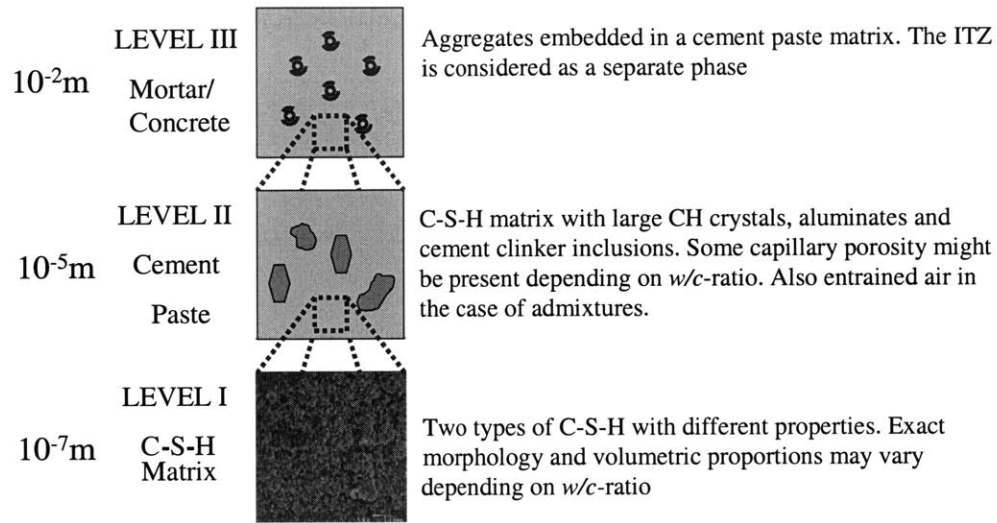 LEVEL III
10⁻²m
Mortar/
Concrete
Aggregates embedded in a cement paste matrix. The ITZ
is considered as a separate phase
LEVEL II
10⁻⁵m
Cement
Paste
C-S-H matrix with large CH crystals, aluminates and
cement clinker inclusions. Some capillary porosity might
be present depending on w/c-ratio. Also entrained air in
the case of admixtures.
LEVEL I
10⁻⁷m
C-S-H
Matrix
Two types of C-S-H with different properties. Exact
morphology and volumetric proportions may vary
depending on w/c-ratio